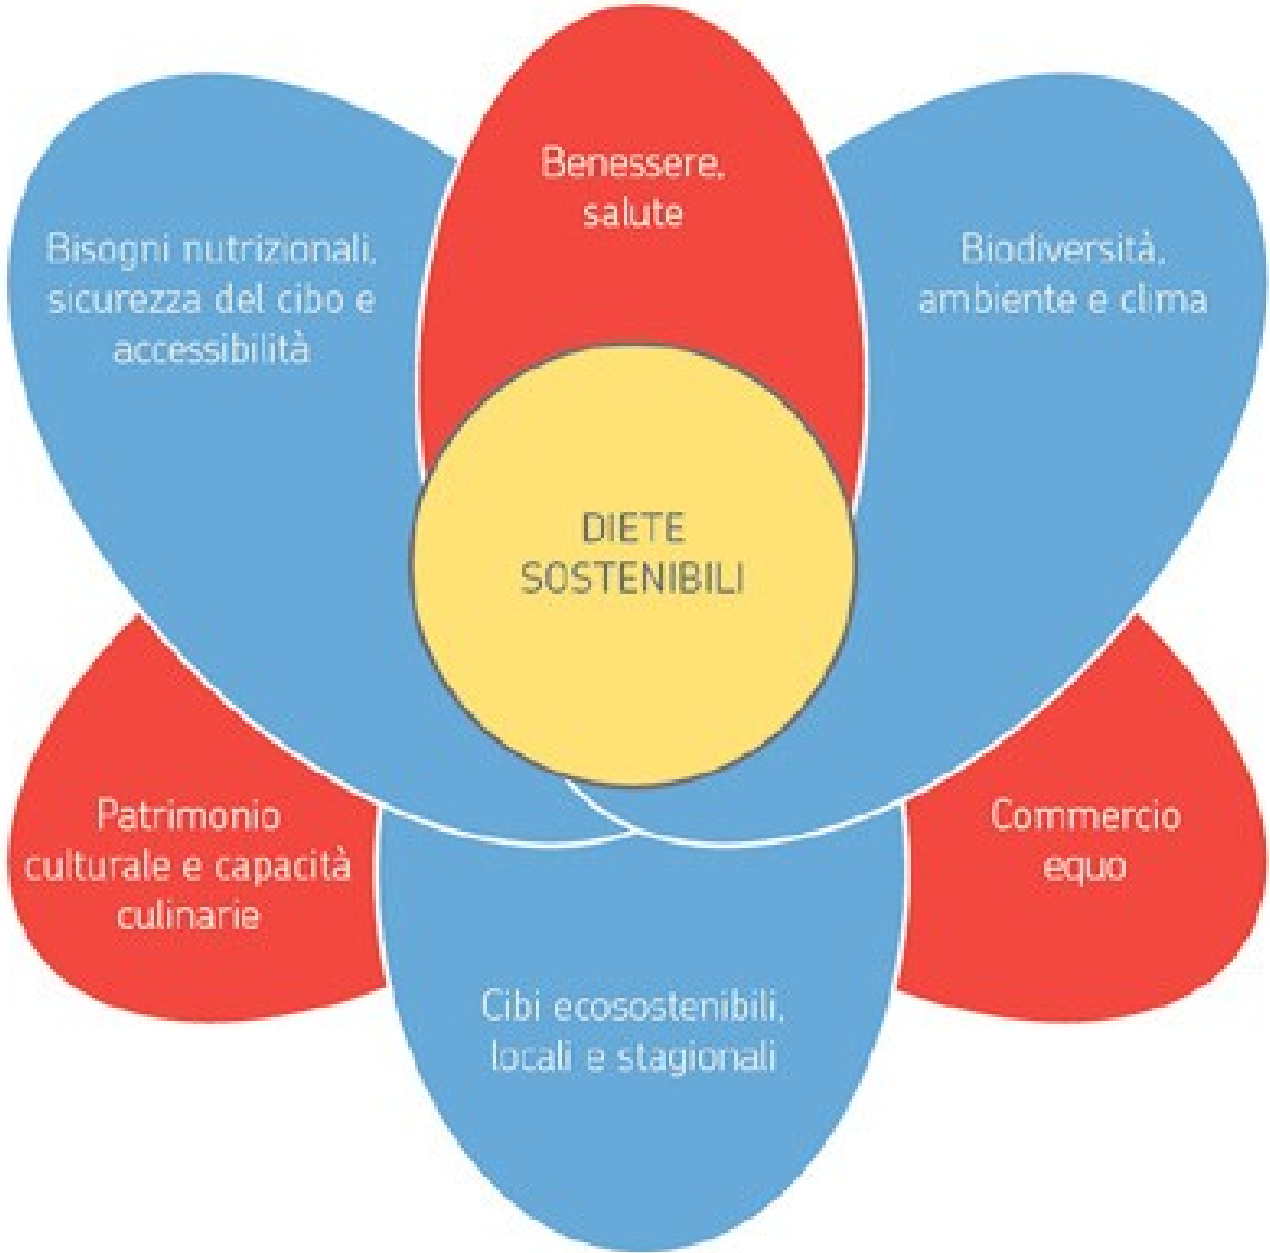 Benessere,
salute
Bisogni nutrizionali,
sicurezza del cibo e
accessibilità
Biodiversità,
ambiente e clima
DIETE
SOSTENIBILI
Patrimonio
culturale e capacità
culinarie
Commercio
equo
Cibi ecosostenibili,
locali e stagionali